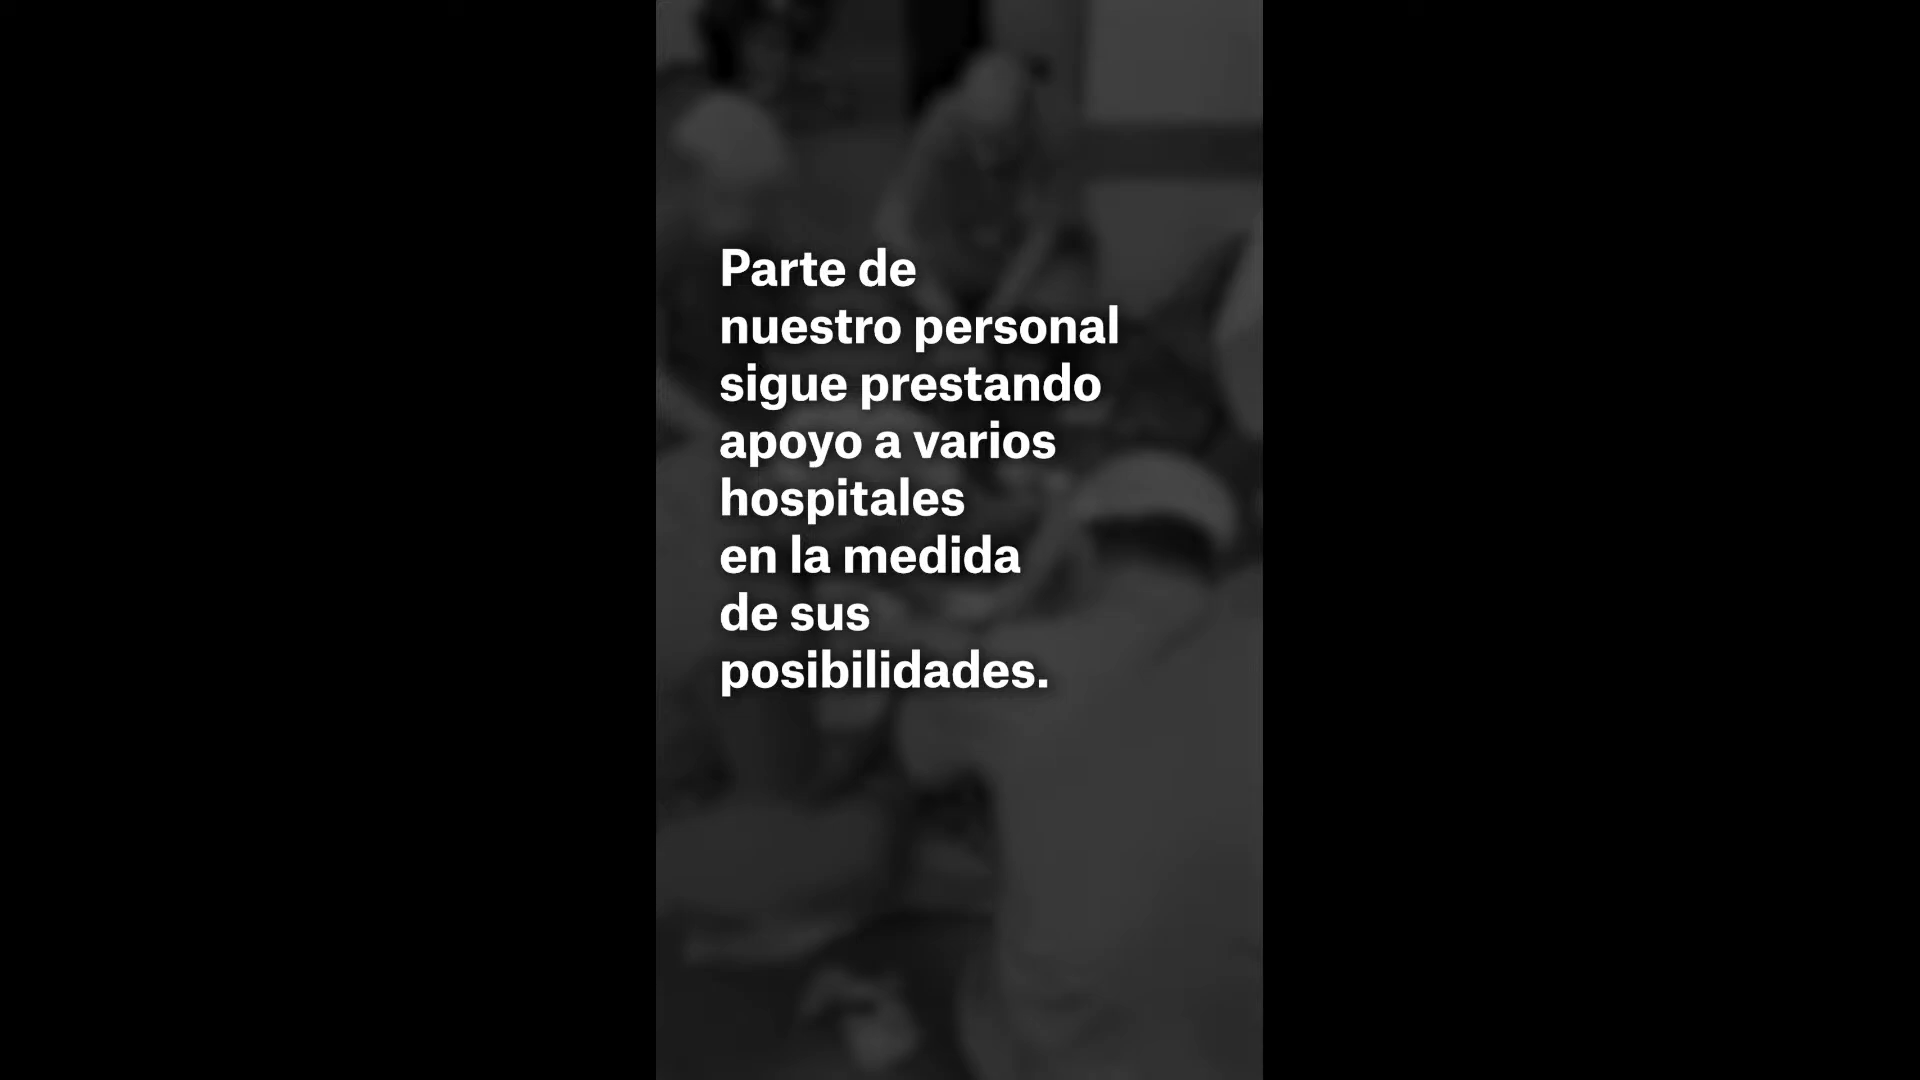 Parte de
nuestro personal
sigue prestando
apoyo a varios
hospitales
en la medida
de sus
posibilidades.